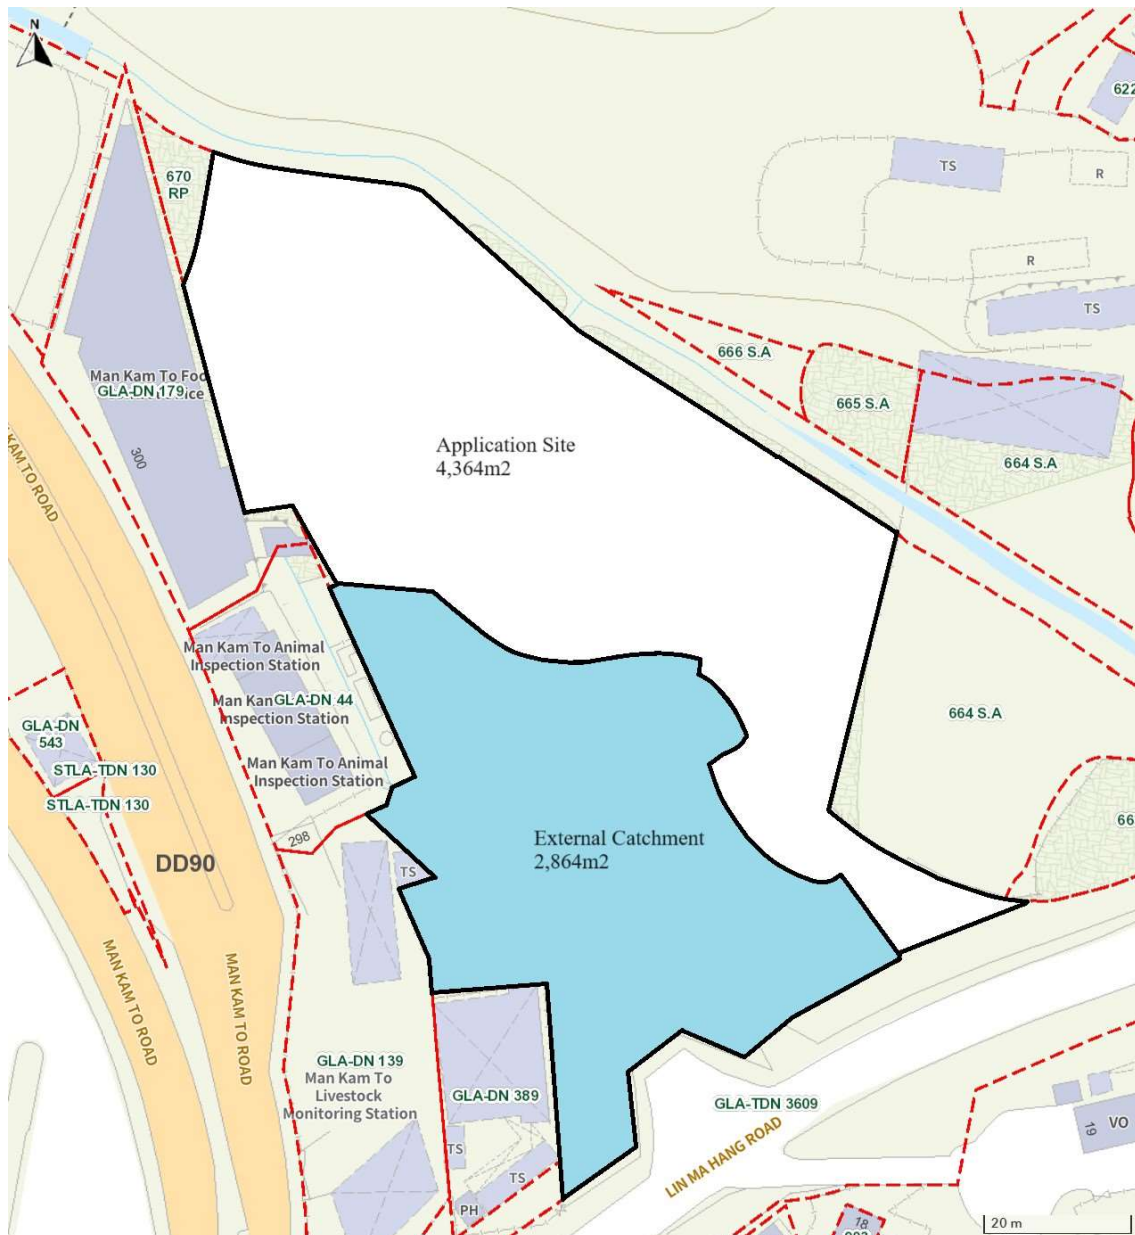 N
622
TS
R
670
RP
R
TS
666 S.A
Man Kam To Foo
GLA-DN 179
ice
665 S.A
300
Application Site
4,364m2
664 S.A
KAM TO ROAD
Man Kam To Animal
Inspection Station
Man Kan
GLA-DN 44
Inspection Station
664 S.A
GLA-DN
543
STLA-TDN 130
Man Kam To Animal
Inspection Station
STLA-TDN 130
66
298
External Catchment
2,864m2
DD90
TS
MAN KAM TO ROAD
MAN KAM TO ROAD
GLA-DN 139
Man Kam To
Livestock
Monitoring Station
GLA-DN 389
GLA-TDN 3609
LIN MA HANG ROAD
19
VO
TS
TS
PH
18
20 m